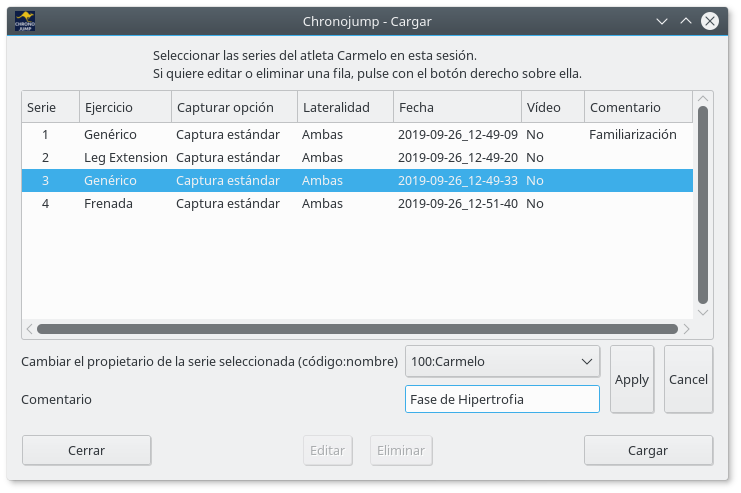 CHRONO JUMP
Chronojump - Cargar
Seleccionar las series del atleta Carmelo en esta sesión.
Si quiere editar o eliminar una fila, pulse con el botón derecho sobre ella.
Serie Ejercicio Capturar opción Lateralidad Fecha Vídeo Comentario
1 Genérico Captura estándar Ambas 2019-09-26_12-49-09 No Familiarización
2 Leg Extension Captura estándar Ambas 2019-09-26_12-49-20 No
3 Genérico Captura estándar Ambas 2019-09-26_12-49-33 No
4 Frenada Captura estándar Ambas 2019-09-26_12-51-40 No
Cambiar el propietario de la serie seleccionada (código:nombre) 100:Carmelo Apply Cancel
Comentario Fase de Hipertrofia
Cerrar Editar Eliminar Cargar